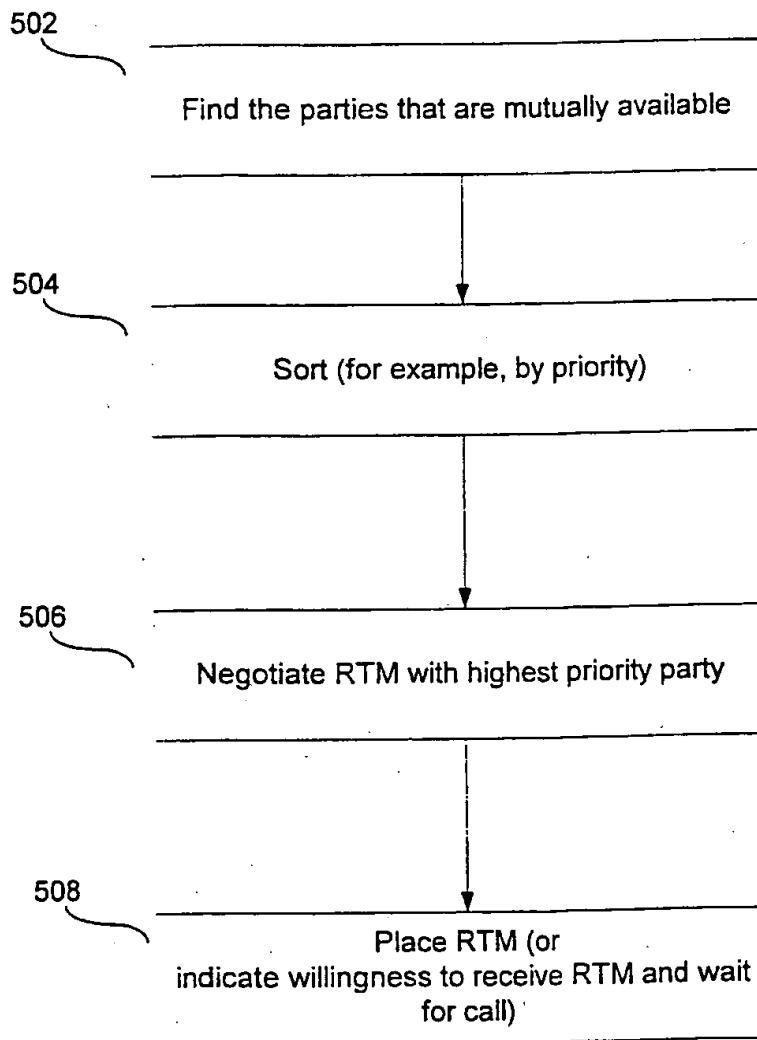 502
Find the parties that are mutually available
504
Sort (for example, by priority)
506
Negotiate RTM with highest priority party
508
Place RTM (or
indicate willingness to receive RTM and wait
for call)